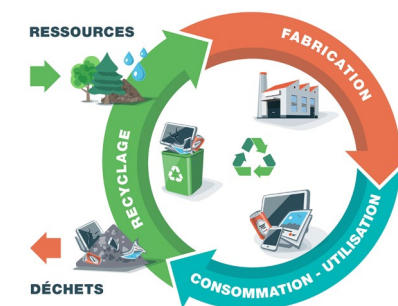 RESSOURCES
FABRICATION
RECYCLAGE
CONSOMMATION - UTILISATION
DÉCHETS